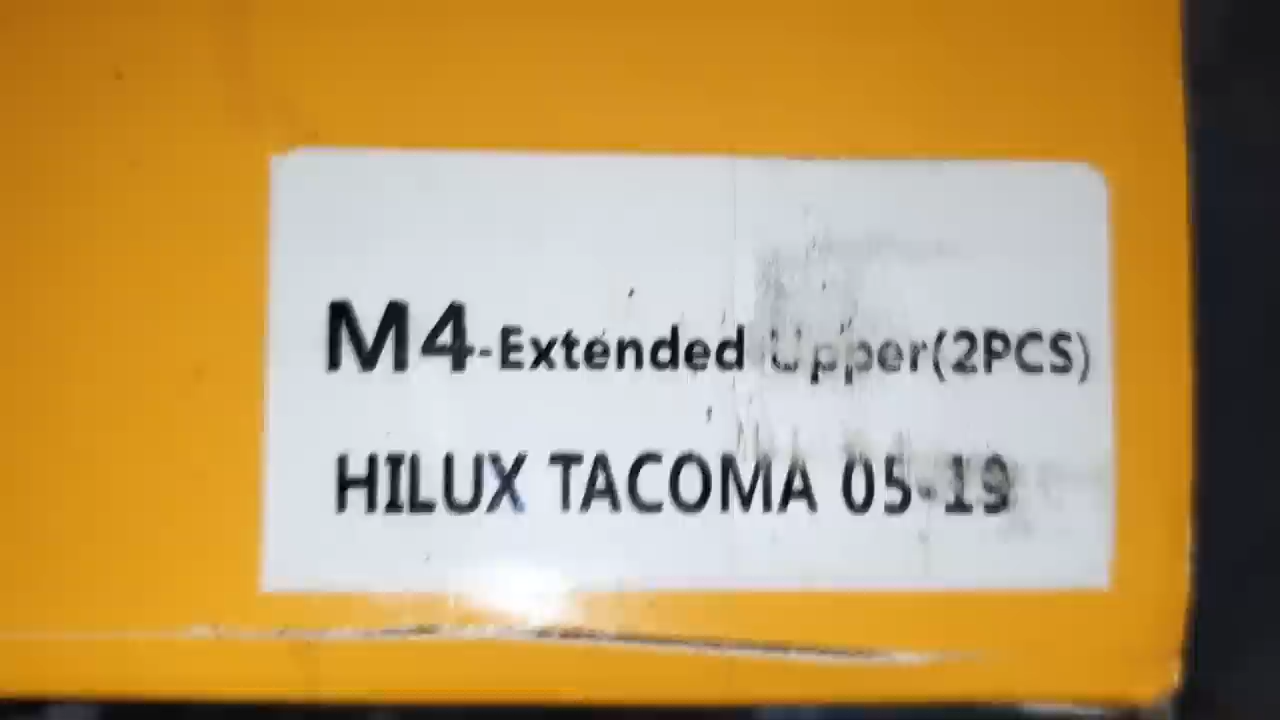 M4-Extended Upper(2PCS)
HILUX TACOMA 05-19